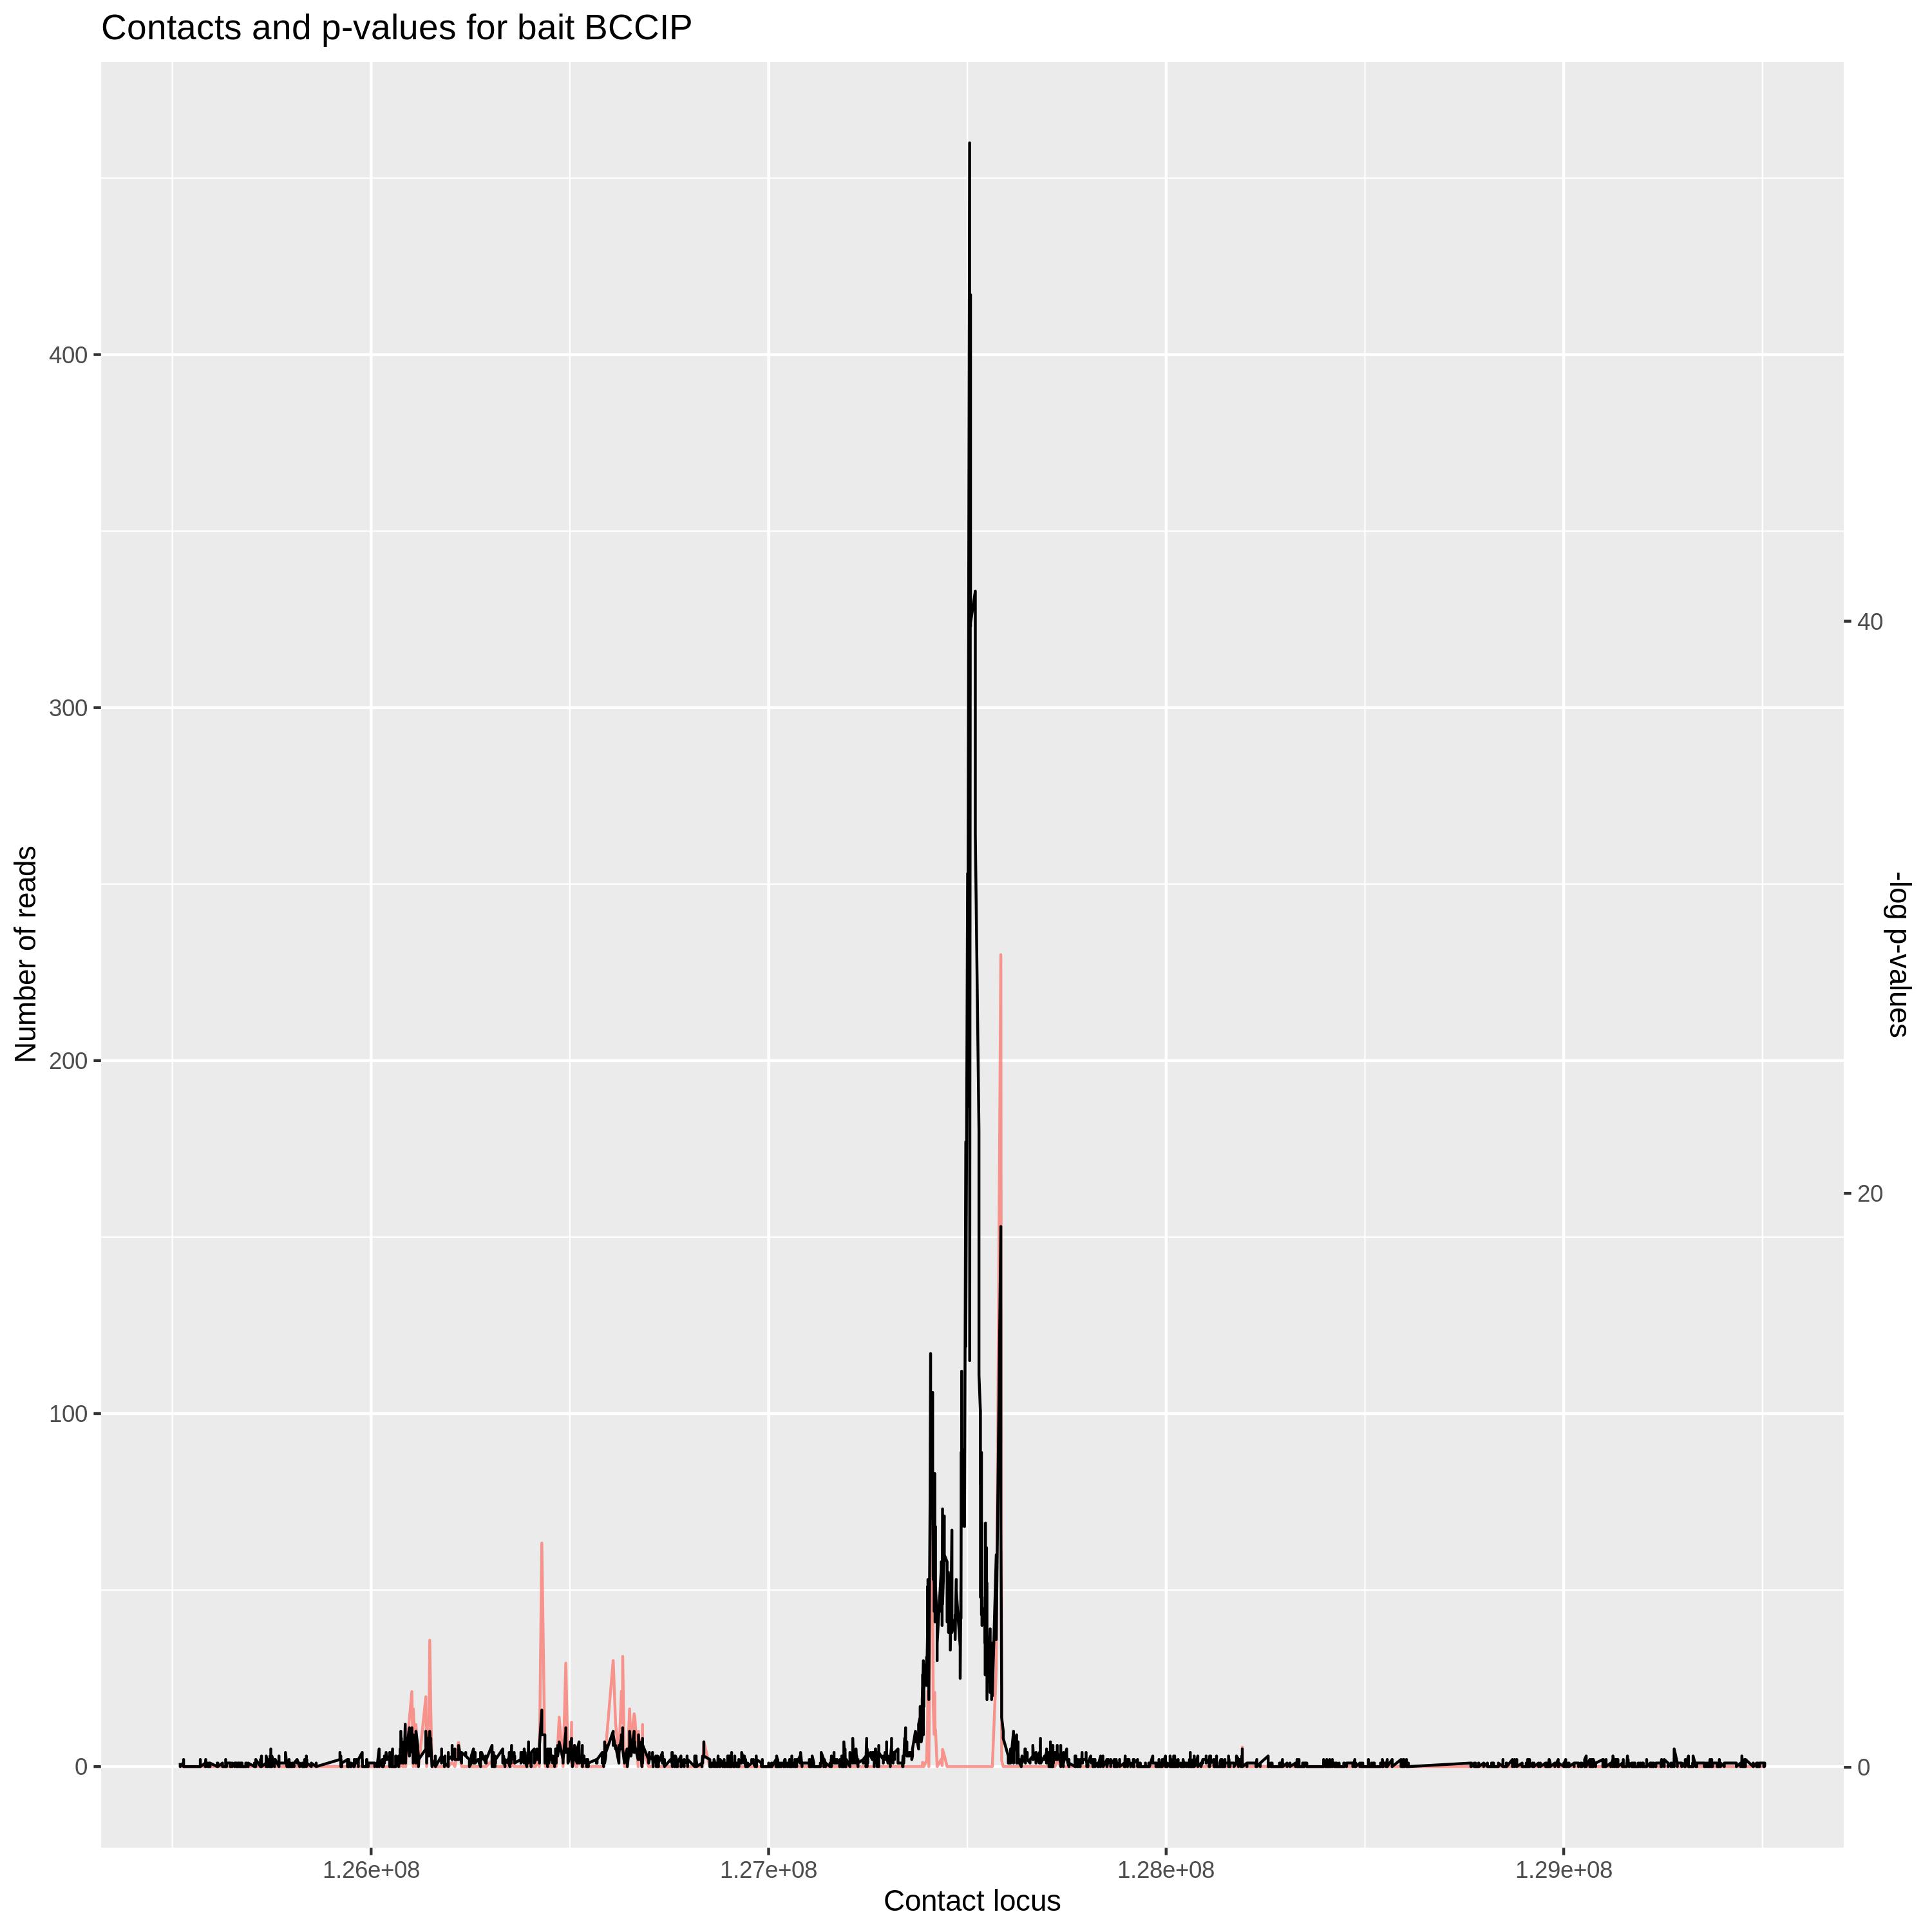 Contacts and p-values for bait BCCIP
400
300
200
100
0
Number of reads
40
20
0
-log p-values
1.26e+08
1.27e+08
1.28e+08
1.29e+08
Contact locus